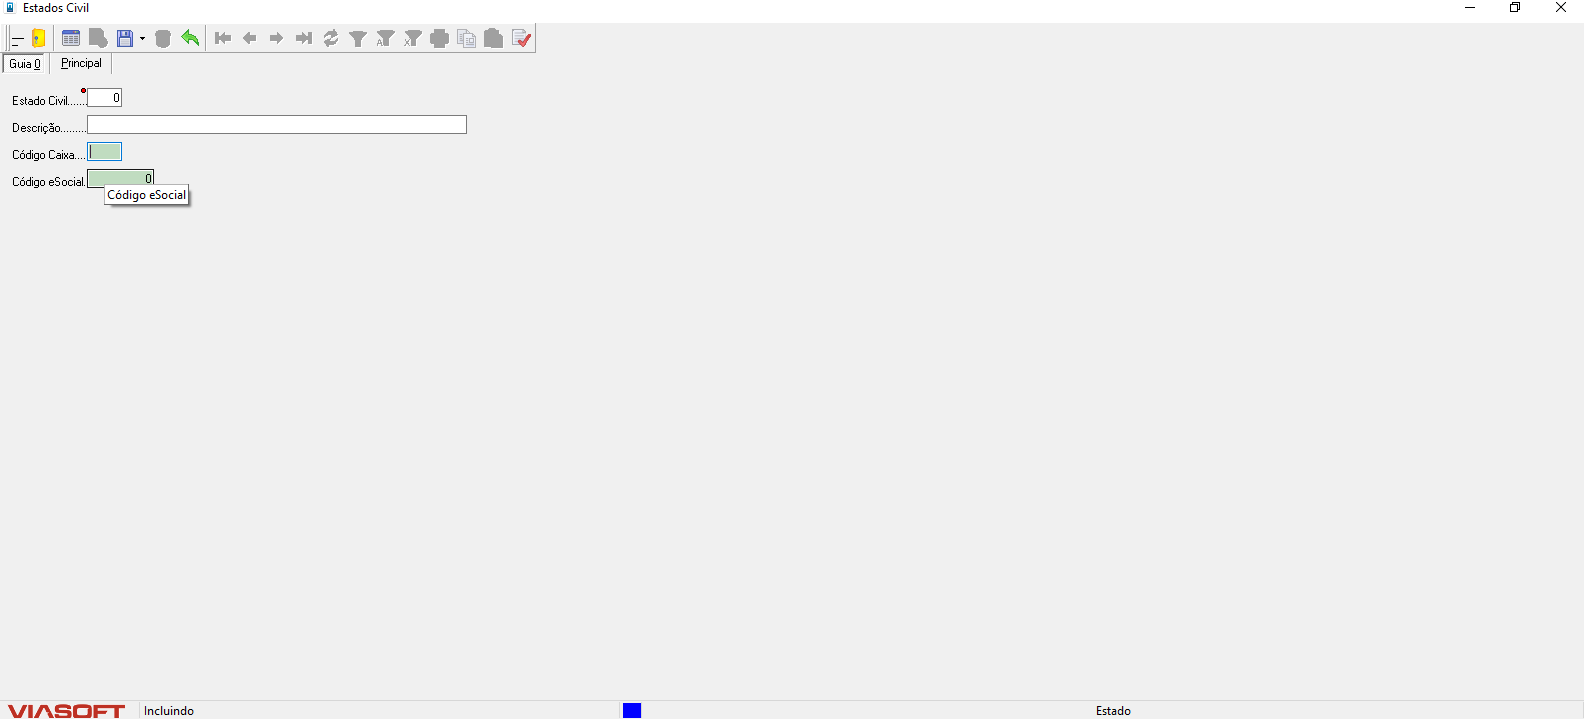 Estados Civil
Guia 0 Principal
Estado Civil...... 0
Descrição.........
Código Caixa....
Código eSocial. 0
Código eSocial
VIASOFT Incluindo Estado